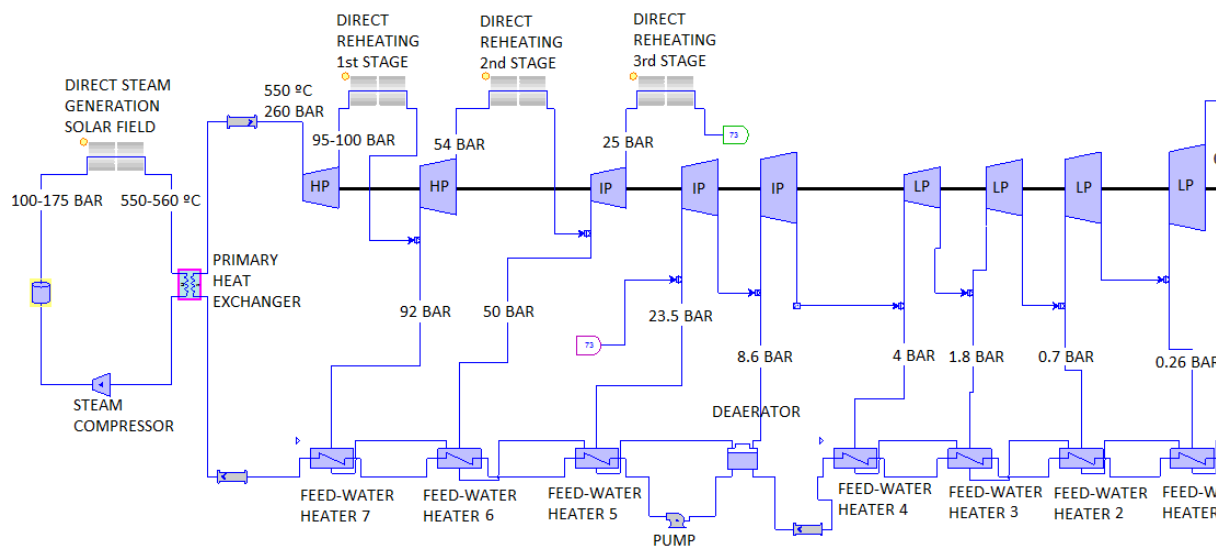 DIRECT
REHEATING
1st STAGE
DIRECT
REHEATING
2nd STAGE
DIRECT
REHEATING
3rd STAGE
DIRECT STEAM
GENERATION
SOLAR FIELD
550 ºC
260 BAR
95-100 BAR
54 BAR
25 BAR
73
HP
HP
IP
IP
IP
LP
LP
LP
LP
100-175 BAR
550-560 ºC
PRIMARY
HEAT
EXCHANGER
92 BAR
50 BAR
23.5 BAR
73
8.6 BAR
4 BAR
1.8 BAR
0.7 BAR
0.26 BAR
STEAM
COMPRESSOR
DEAERATOR
FEED-WATER
HEATER 7
FEED-WATER
HEATER 6
FEED-WATER
HEATER 5
PUMP
FEED-WATER
HEATER 4
FEED-WATER
HEATER 3
FEED-WATER
HEATER 2
FEED-W
HEATER